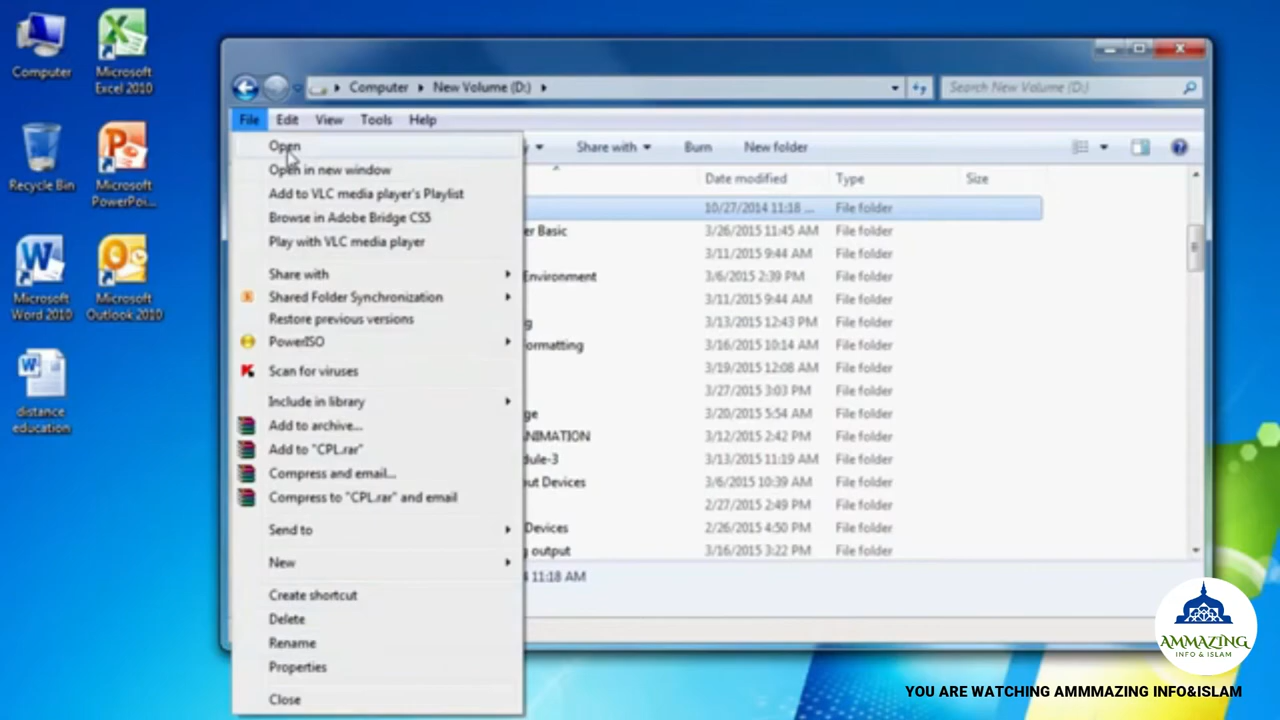 Computer
Microsoft
Excel 2010
Recycle Bin
Microsoft
PowerPoi...
Microsoft
Word 2010
Microsoft
Outlook 2010
distance
education
Computer
New Volume (D:)
Search New Volume (D:)
File Edit View Tools Help
Share with Burn New folder
Open
Open in new window
Add to VLC media player's Playlist
Browse in Adobe Bridge CS5
Play with VLC media player
Share with
Shared Folder Synchronization
Restore previous versions
PowerISO
Scan for viruses
Include in library
Add to archive...
Add to "CPL.rar"
Compress and email...
Compress to "CPL.rar" and email
Send to
New
Create shortcut
Delete
Rename
Properties
Close
Date modified Type Size
10/27/2014 11:18 ... File folder
er Basic 3/26/2015 11:45 AM File folder
3/11/2015 9:44 AM File folder
Environment 3/6/2015 2:39 PM File folder
3/11/2015 9:44 AM File folder
g 3/13/2015 12:43 PM File folder
ormatting 3/16/2015 10:14 AM File folder
3/19/2015 12:08 AM File folder
3/27/2015 3:03 PM File folder
ge 3/20/2015 5:54 AM File folder
NIMATION 3/12/2015 2:42 PM File folder
dule-3 3/13/2015 11:19 AM File folder
ut Devices 3/6/2015 10:39 AM File folder
2/27/2015 2:49 PM File folder
Devices 2/26/2015 4:50 PM File folder
output 3/16/2015 3:22 PM File folder
11:18 AM
AMMAZING
INFO & iSLAM
YOU ARE WATCHING AMMMAZING INFO&ISLAM